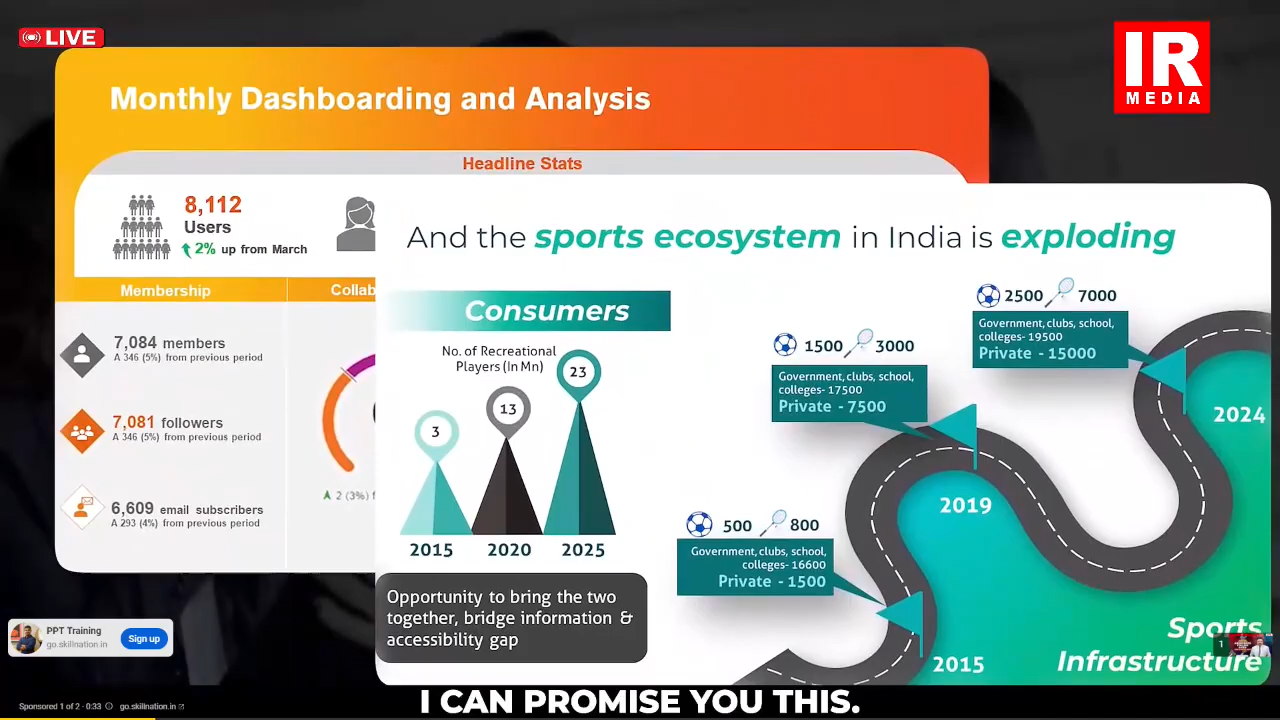 LIVE
IR
MEDIA
Monthly Dashboarding and Analysis
Headline Stats
8,112
Users
2% up from March
Membership
Collab
7,084 members
A 346 (5%) from previous period
7,081 followers
A 346 (5%) from previous period
6,609 email subscribers
A 293 (4%) from previous period
2 (3%) f
And the sports ecosystem in India is exploding
Consumers
No. of Recreational
Players (In Mn)
3
13
23
2015
2020
2025
Opportunity to bring the two
together, bridge information &
accessibility gap
2500 7000
Government, clubs, school,
colleges- 19500
Private - 15000
2024
1500 3000
Government, clubs, school,
colleges- 17500
Private - 7500
2019
500 800
Government, clubs, school,
colleges- 16600
Private - 1500
2015
Sports
Infrastructure
1
PPT Training
go.skillnation.in
Sign up
I CAN PROMISE YOU THIS.
Sponsored 1 of 2 · 0:33
go.skillnation.in